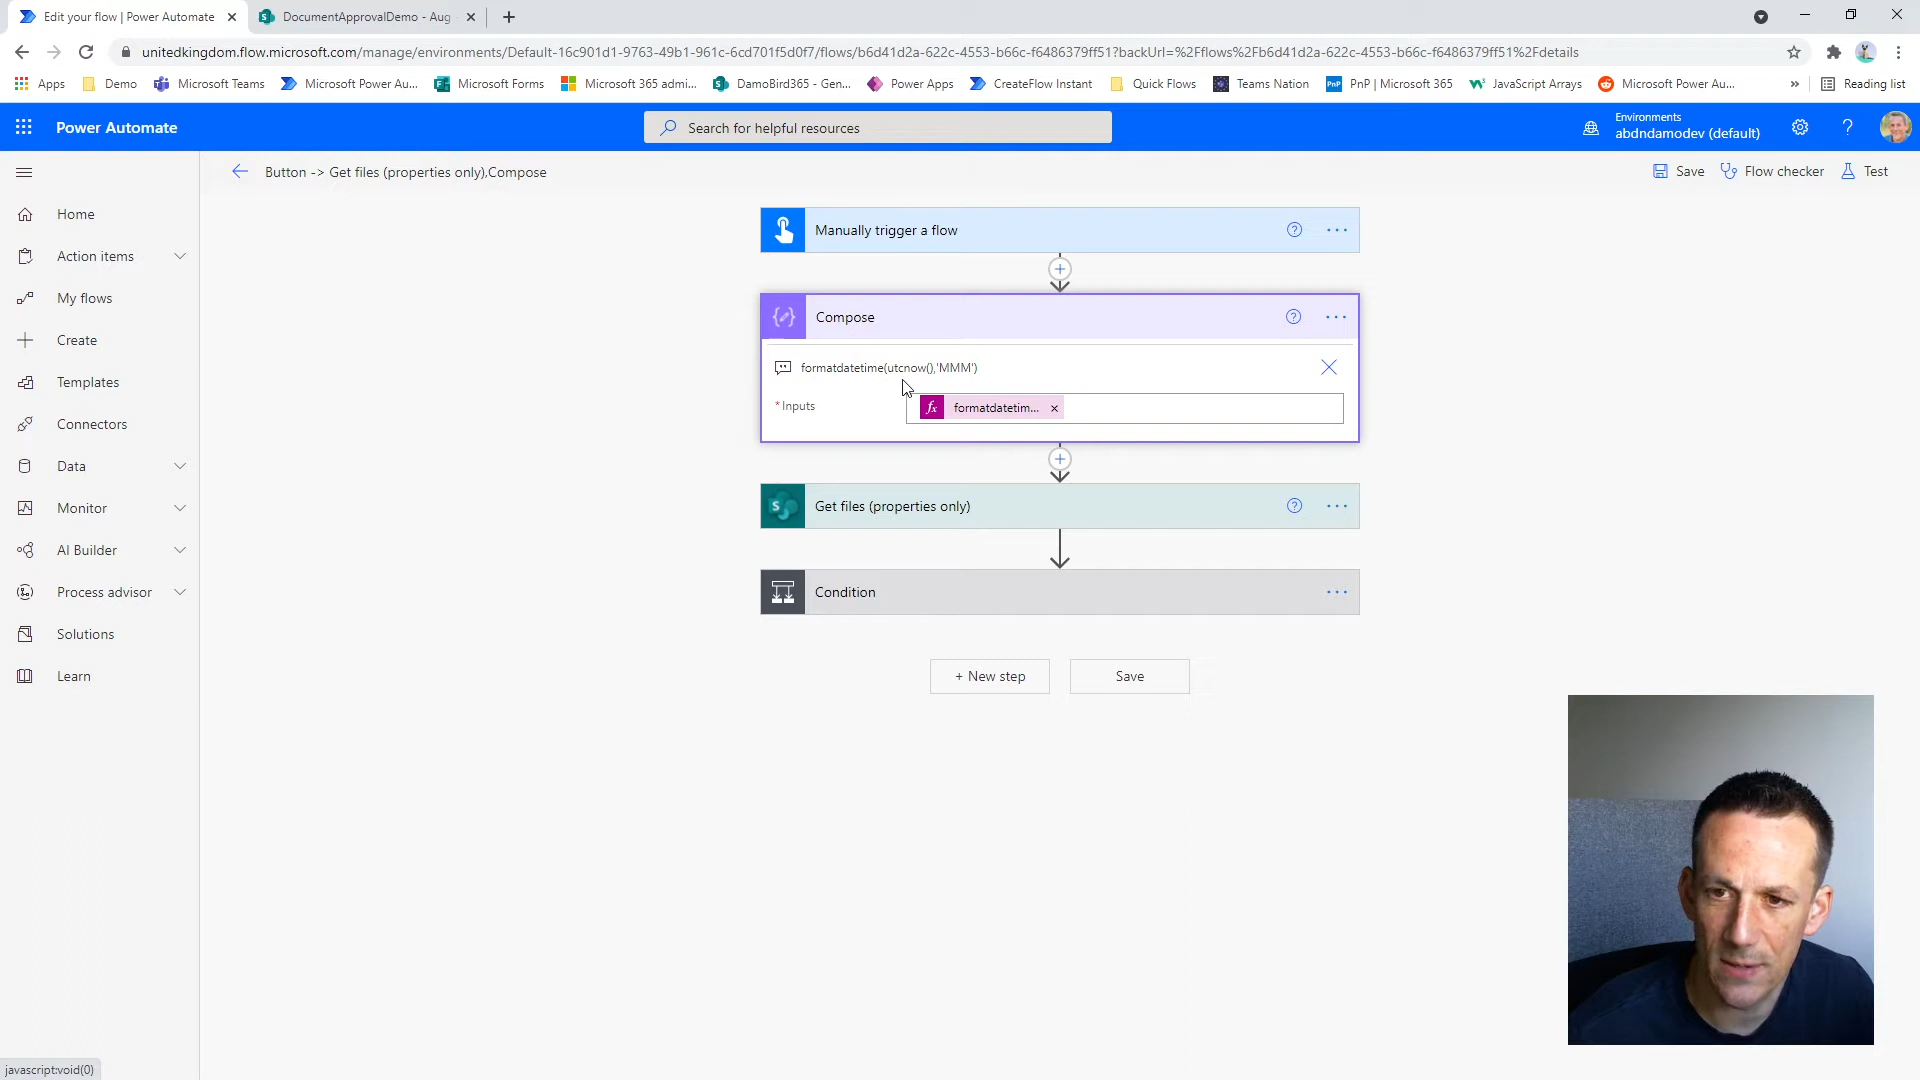 Edit your flow | Power Automate
DocumentApprovalDemo - Aug
unitedkingdom.flow.microsoft.com/manage/environments/Default-16c901d1-9763-49b1-961c-6cd701f5d0f7/flows/b6d41d2a-622c-4553-b66c-f6486379ff51?backUrl=%2Fflows%2Fb6d41d2a-622c-4553-b66c-f6486379ff51%2Fdetails
Apps
Demo
Microsoft Teams
Microsoft Power Au...
Microsoft Forms
Microsoft 365 admi...
DamoBird365 - Gen...
Power Apps
CreateFlow Instant
Quick Flows
Teams Nation
PnP
PnP | Microsoft 365
JavaScript Arrays
Microsoft Power Au...
»
Reading list
Power Automate
Search for helpful resources
Environments
abdndamodev (default)
?
Button -> Get files (properties only),Compose
Save
Flow checker
Test
Home
Action items
My flows
Create
Templates
Connectors
Data
Monitor
AI Builder
Process advisor
Solutions
Learn
Manually trigger a flow
Compose
formatdatetime(utcnow(),'MMM')
* Inputs
fx
formatdatetim...
Get files (properties only)
Condition
+ New step
Save
javascript:void(0)